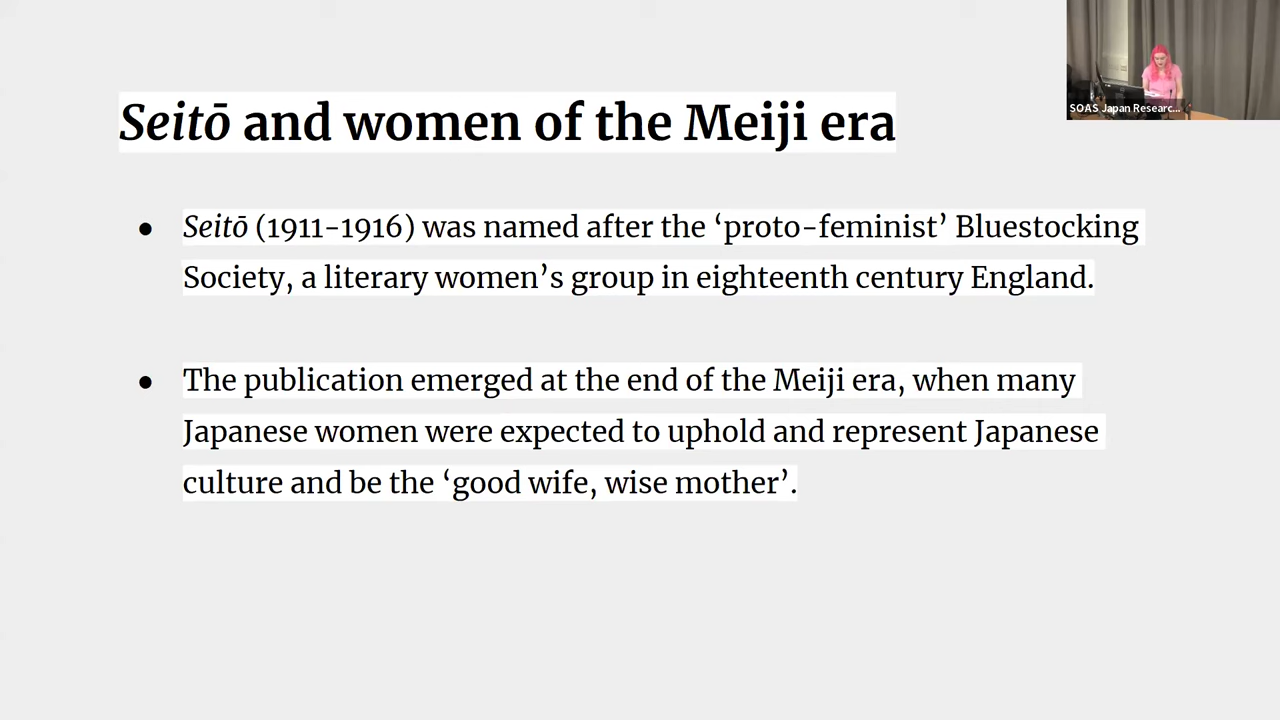 Seitō and women of the Meiji era
SOAS Japan Researc...
● Seitō (1911-1916) was named after the ‘proto-feminist’ Bluestocking
Society, a literary women’s group in eighteenth century England.
● The publication emerged at the end of the Meiji era, when many
Japanese women were expected to uphold and represent Japanese
culture and be the ‘good wife, wise mother’.